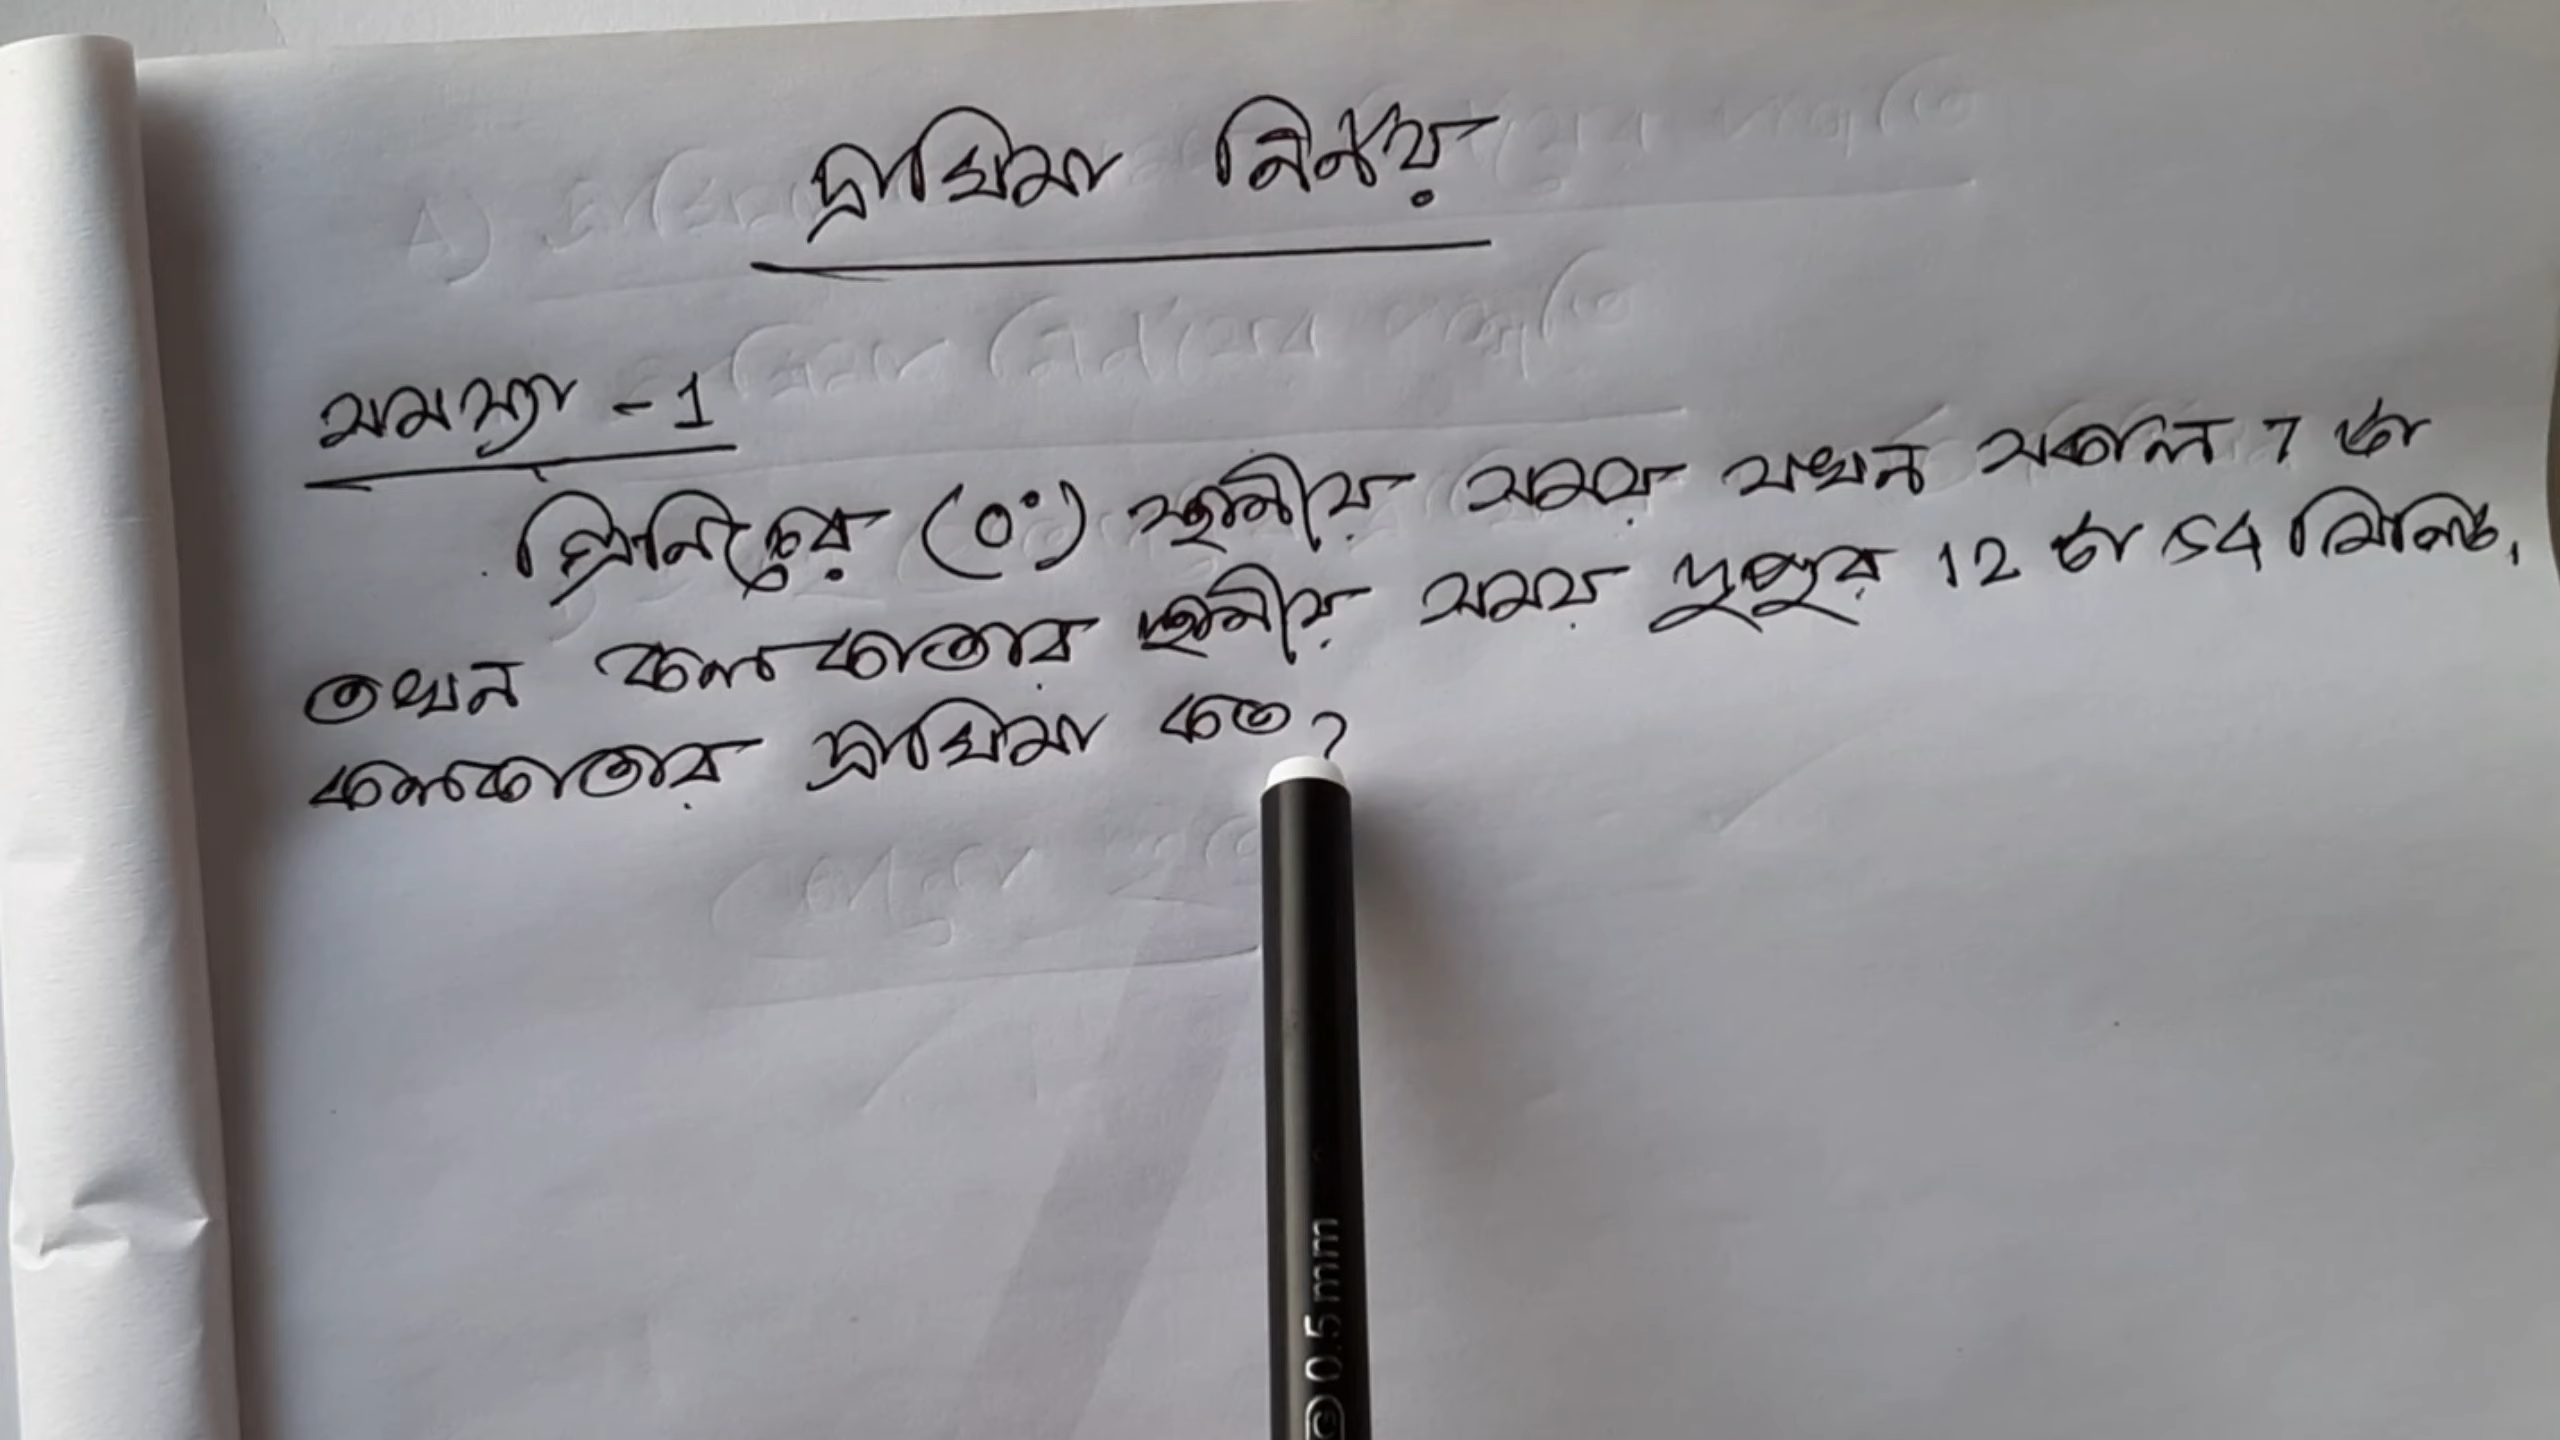 দ্রাঘিমা নির্ণয়
সমস্যা - 1
গ্রিনিচের (0°) স্থানীয় সময় যখন সকাল 7 টা
তখন কলকাতার স্থানীয় সময় দুপুর 12 টা 54 মিনিট,
কলকাতার দ্রাঘিমা কত?
0.5 mm